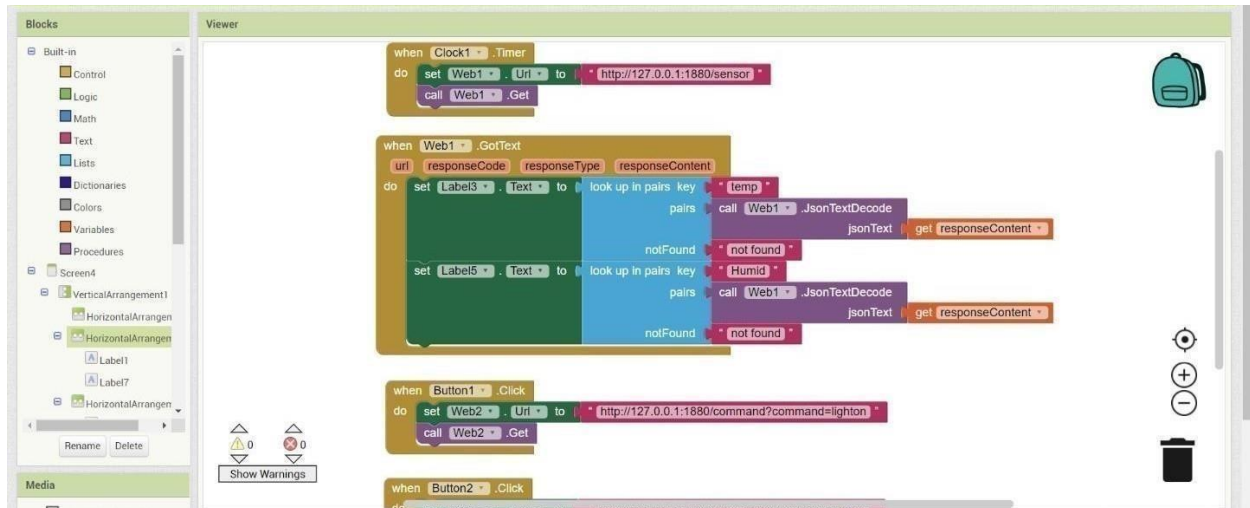 Blocks
Viewer
Built-in
Control
Logic
Math
Text
Lists
Dictionaries
Colors
Variables
Procedures
Screen4
VerticalArrangement1
HorizontalArrangen
HorizontalArrangen
Label1
Label7
HorizontalArrangen
Rename Delete
Media
when Clock1 .Timer
do set Web1 . Url to " http://127.0.0.1:1880/sensor "
call Web1 .Get
when Web1 .GotText
url responseCode responseType responseContent
do set Label3 . Text to look up in pairs key " temp "
pairs call Web1 .JsonTextDecode
jsonText get responseContent
notFound " not found "
set Label5 . Text to look up in pairs key " Humid "
pairs call Web1 .JsonTextDecode
jsonText get responseContent
notFound " not found "
when Button1 .Click
do set Web2 . Url to " http://127.0.0.1:1880/command?command=lighton "
call Web2 .Get
when Button2 .Click
0 0
Show Warnings